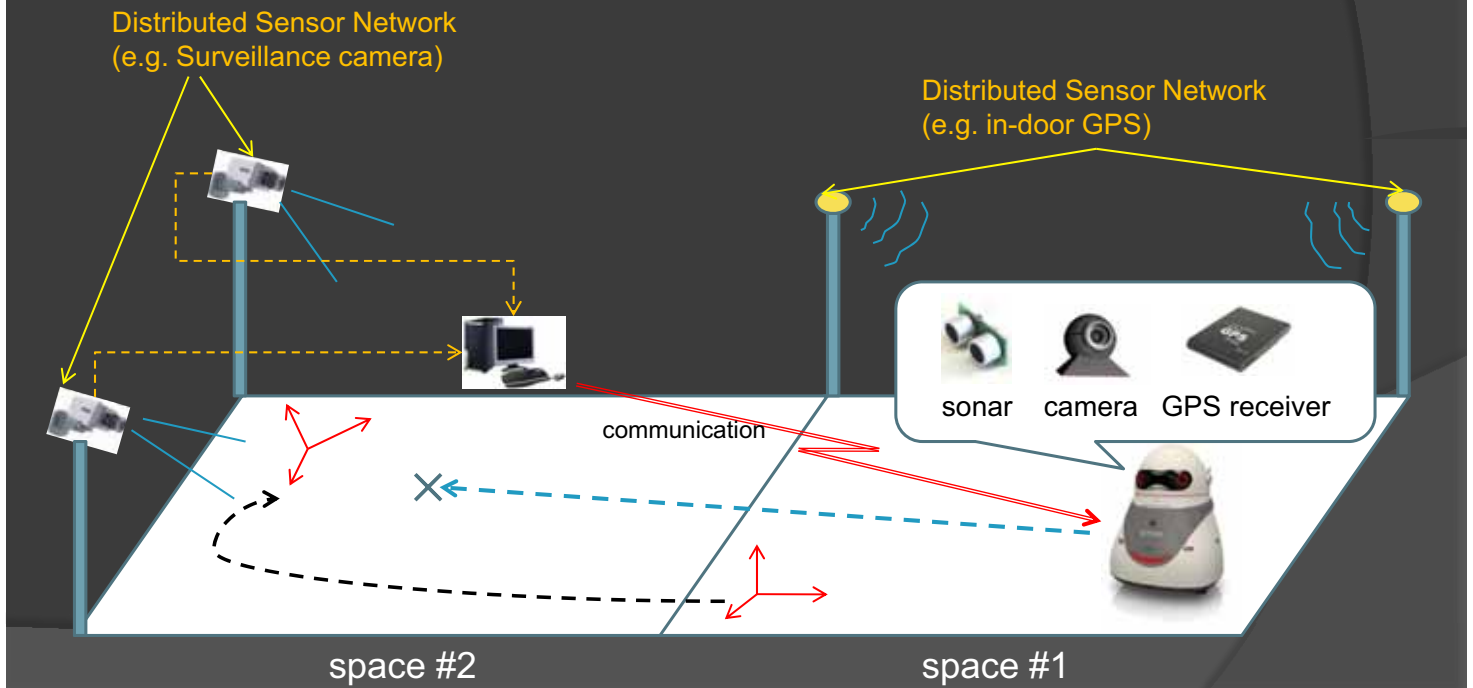 Distributed Sensor Network
(e.g. Surveillance camera)
Distributed Sensor Network
(e.g. in-door GPS)
GPS
sonar camera GPS receiver
communication
space #2 space #1